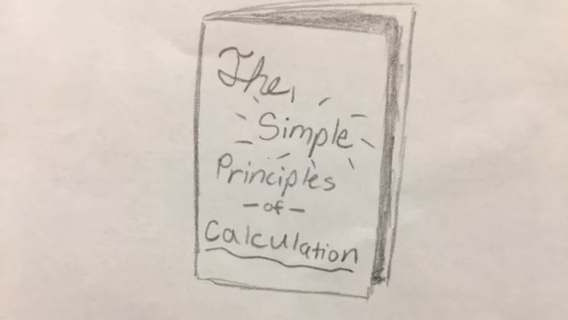 The
Simple
Principles
-of-
Calculation